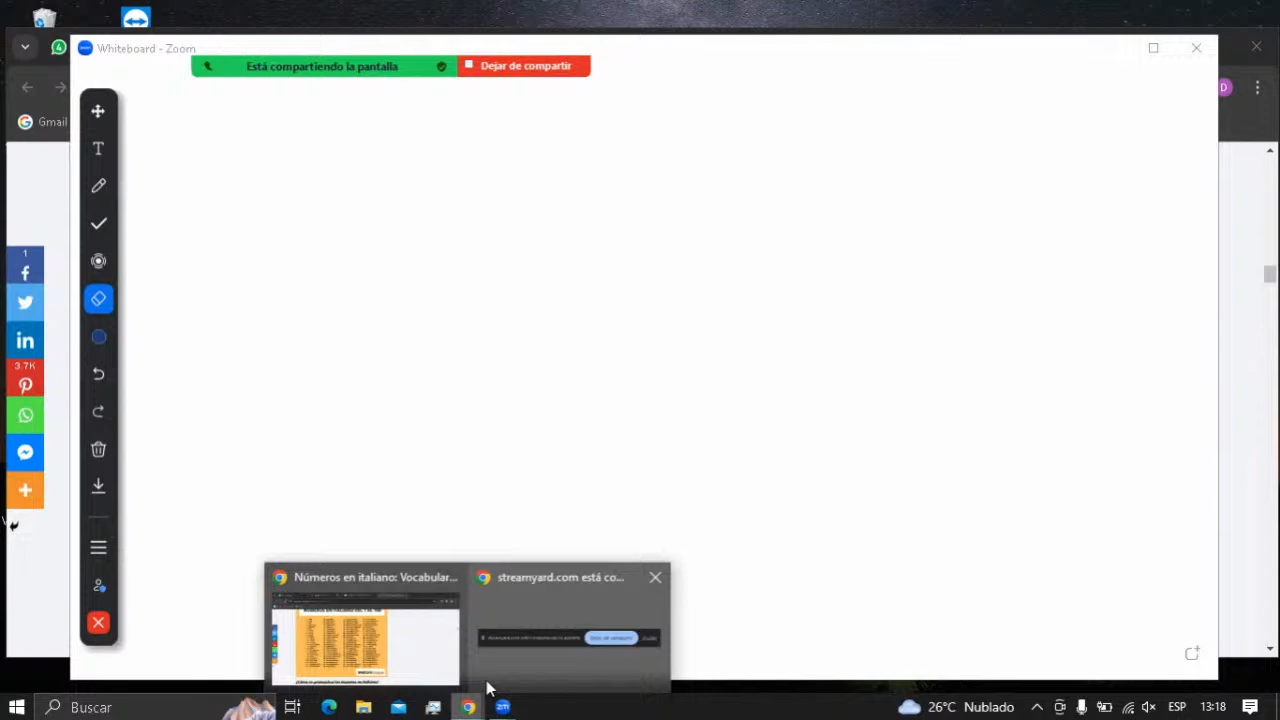 4
Whiteboard - Zoom
Está compartiendo la pantalla
Dejar de compartir
D
Gmail
T
1
3.7K
Números en italiano: Vocabular...
streamyard.com está co...
Buscar
26°C Nublado
ESP
13:18